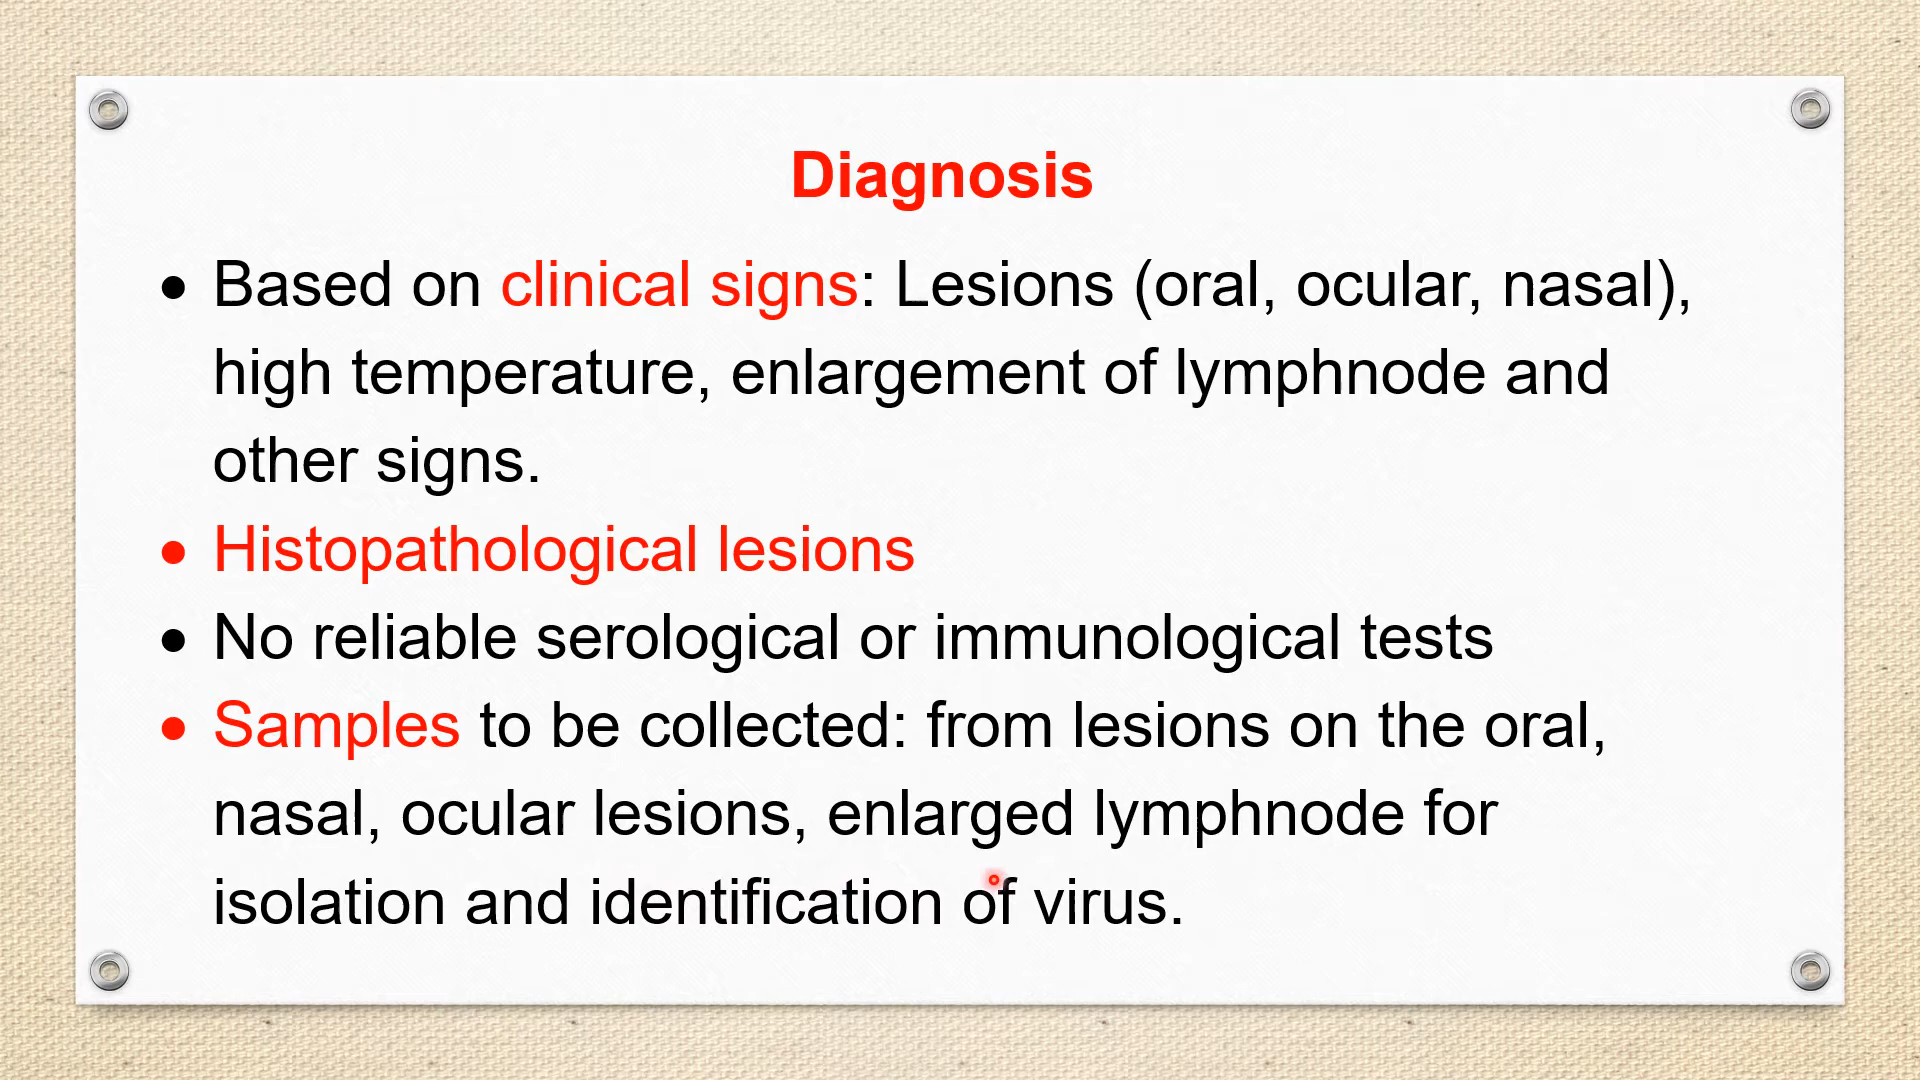 Diagnosis
• Based on clinical signs: Lesions (oral, ocular, nasal),
high temperature, enlargement of lymphnode and
other signs.
• Histopathological lesions
• No reliable serological or immunological tests
• Samples to be collected: from lesions on the oral,
nasal, ocular lesions, enlarged lymphnode for
isolation and identification of virus.